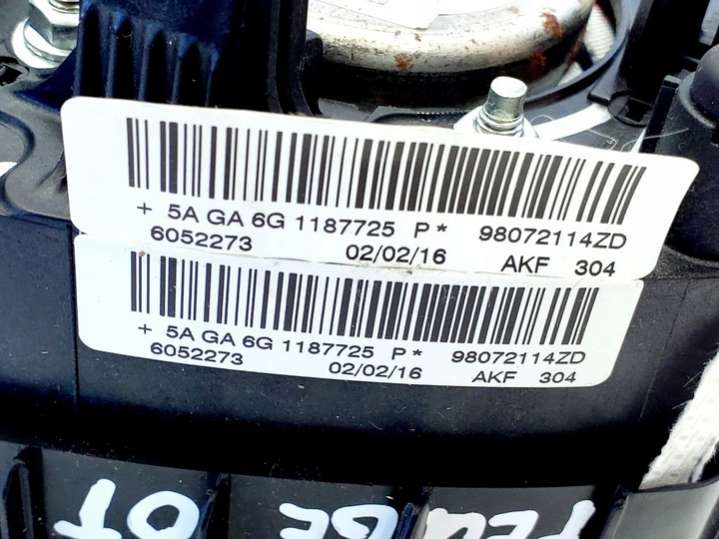 + 5A GA 6G 1187725 P* 98072114ZD
6052273 02/02/16 AKF 304
+ 5A GA 6G 1187725 P* 98072114ZD
6052273 02/02/16 AKF 304